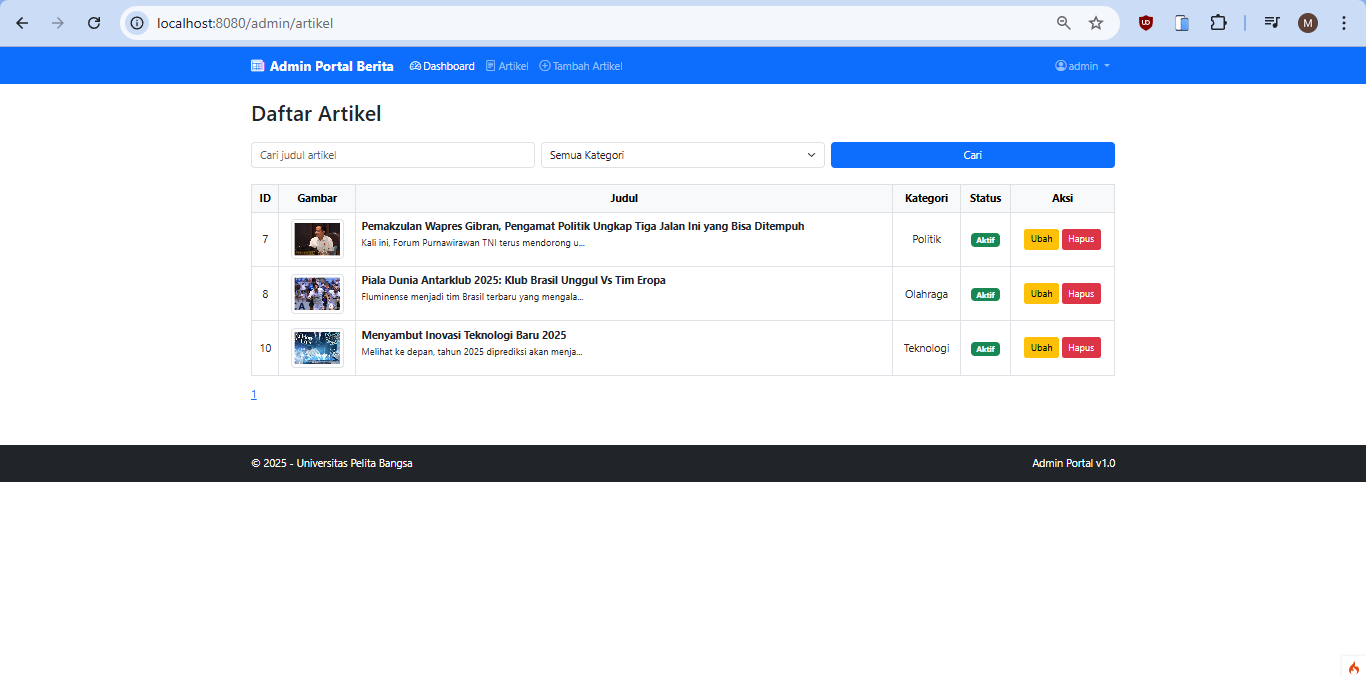 localhost:8080/admin/artikel
M
Admin Portal Berita Dashboard Artikel Tambah Artikel admin
Daftar Artikel
Cari judul artikel Semua Kategori Cari
ID Gambar Judul Kategori Status Aksi
7 Pemakzulan Wapres Gibran, Pengamat Politik Ungkap Tiga Jalan Ini yang Bisa Ditempuh Politik Aktif Ubah Hapus
Kali ini, Forum Purnawirawan TNI terus mendorong u...
8 Piala Dunia Antarklub 2025: Klub Brasil Unggul Vs Tim Eropa Olahraga Aktif Ubah Hapus
Fluminense menjadi tim Brasil terbaru yang mengala...
10 Menyambut Inovasi Teknologi Baru 2025 Teknologi Aktif Ubah Hapus
Melihat ke depan, tahun 2025 diprediksi akan menja...
1
© 2025 - Universitas Pelita Bangsa Admin Portal v1.0